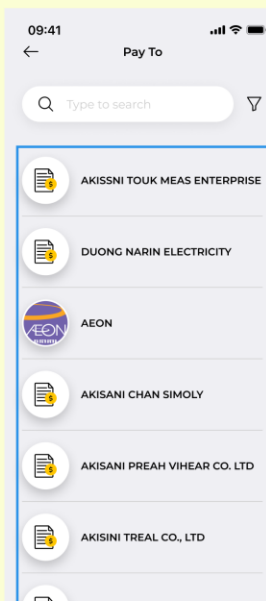 09:41
Pay To
Type to search
AKISSNI TOUK MEAS ENTERPRISE
DUONG NARIN ELECTRICITY
ÆON
AEON
AKISANI CHAN SIMOLY
AKISANI PREAH VIHEAR CO. LTD
AKISINI TREAL CO., LTD